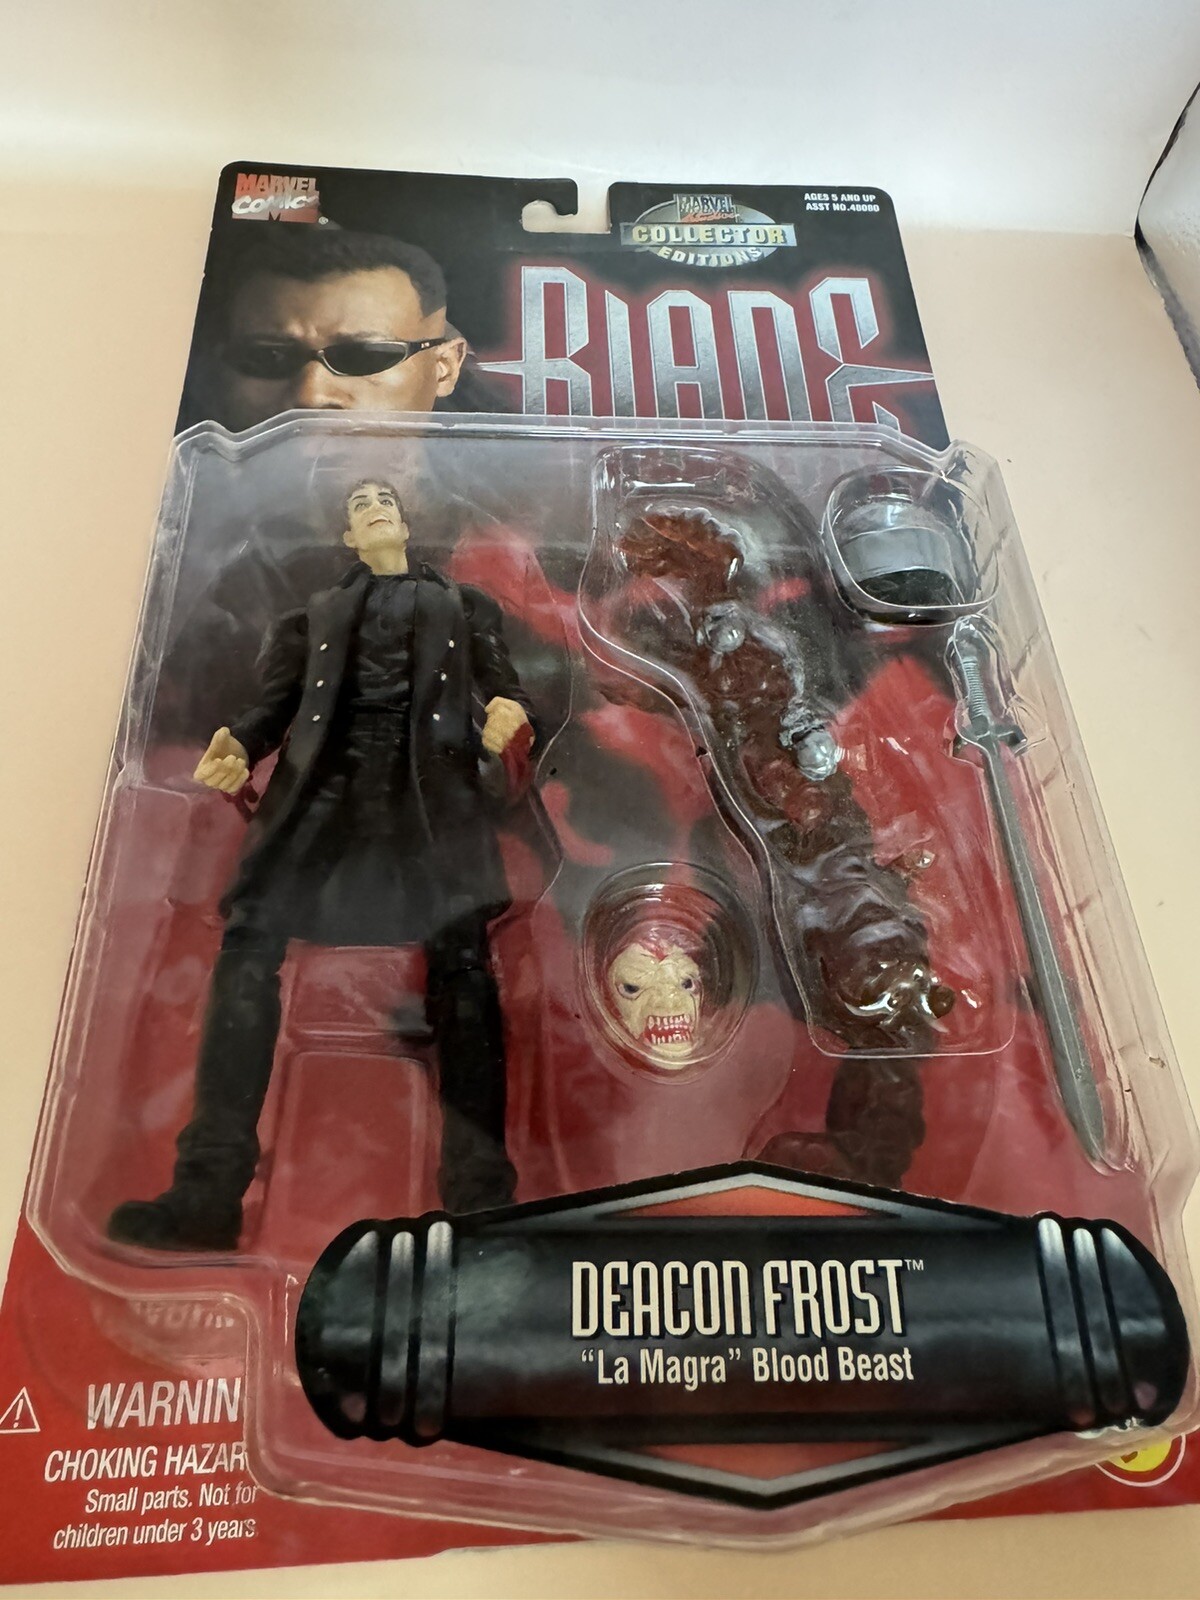 MARVEL
COMICS
MARVEL
Studios
COLLECTOR
EDITIONS
AGES 5 AND UP
ASST NO.48080
BLADE
DEACON FROST™
“La Magra” Blood Beast
WARNIN
CHOKING HAZAR
Small parts. Not for
children under 3 years